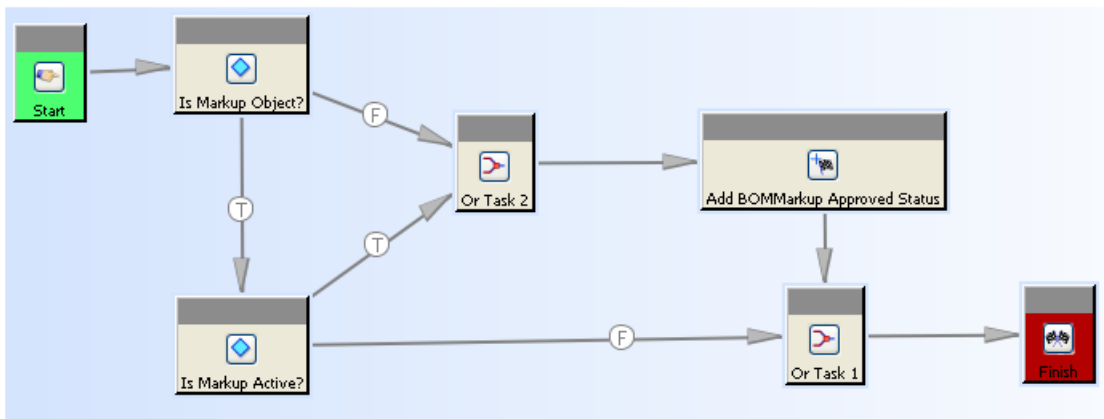 Start
Is Markup Object?
F
Or Task 2
Add BOMMarkup Approved Status
T
T
Is Markup Active?
F
Or Task 1
Finish